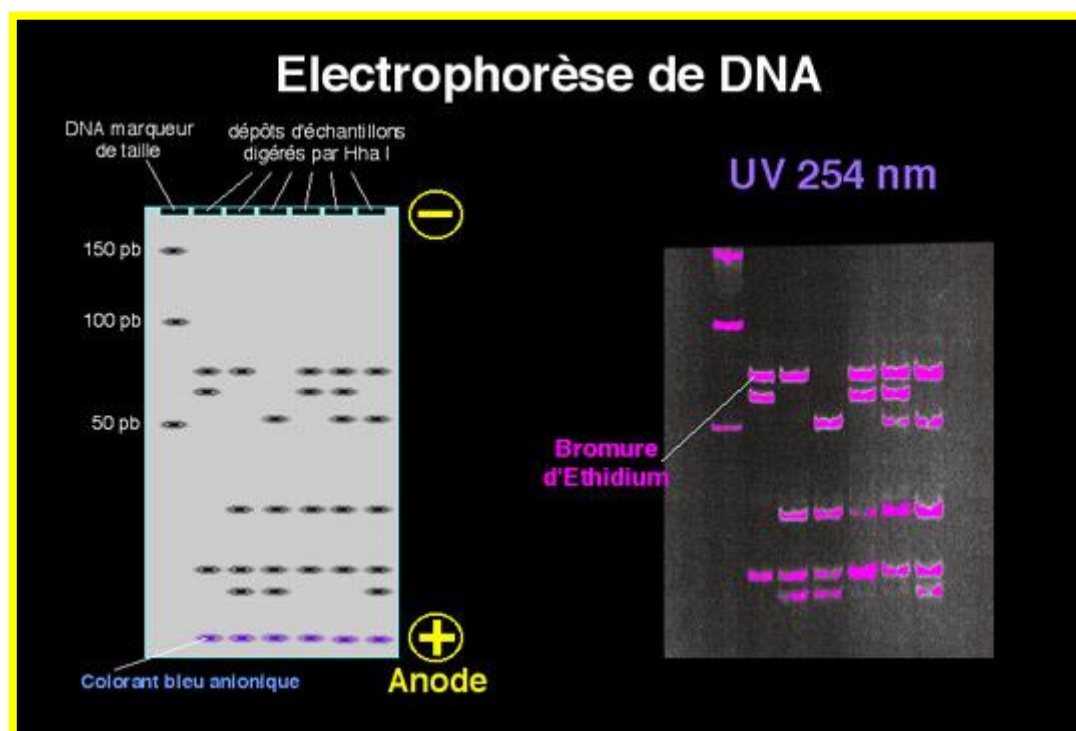 Electrophorèse de DNA
DNA marqueur
de taille
dépôts d'échantillons
digérés par Hha I
UV 254 nm
150 pb
100 pb
50 pb
Bromure
d'Ethidium
Colorant bleu anionique
Anode